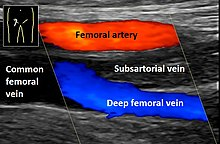 Femoral artery
Subsartorial vein
Common
femoral
vein
Deep femoral vein